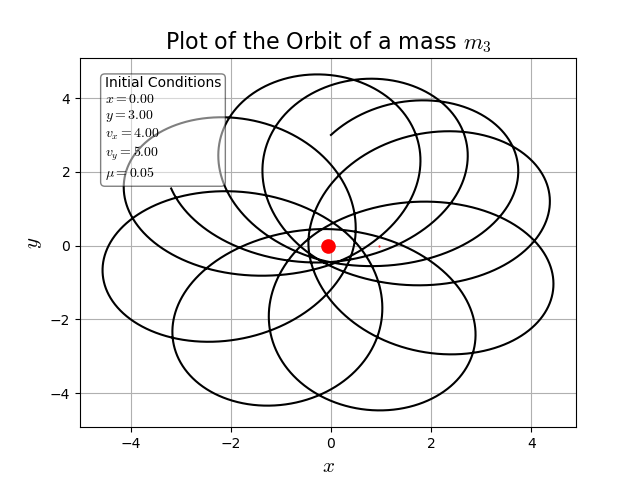 Plot of the Orbit of a mass m₃
Initial Conditions
x = 0.00
y = 3.00
vₓ = 4.00
v_y = 5.00
μ = 0.05
4
2
0
−2
−4
y
−4 −2 0 2 4
x